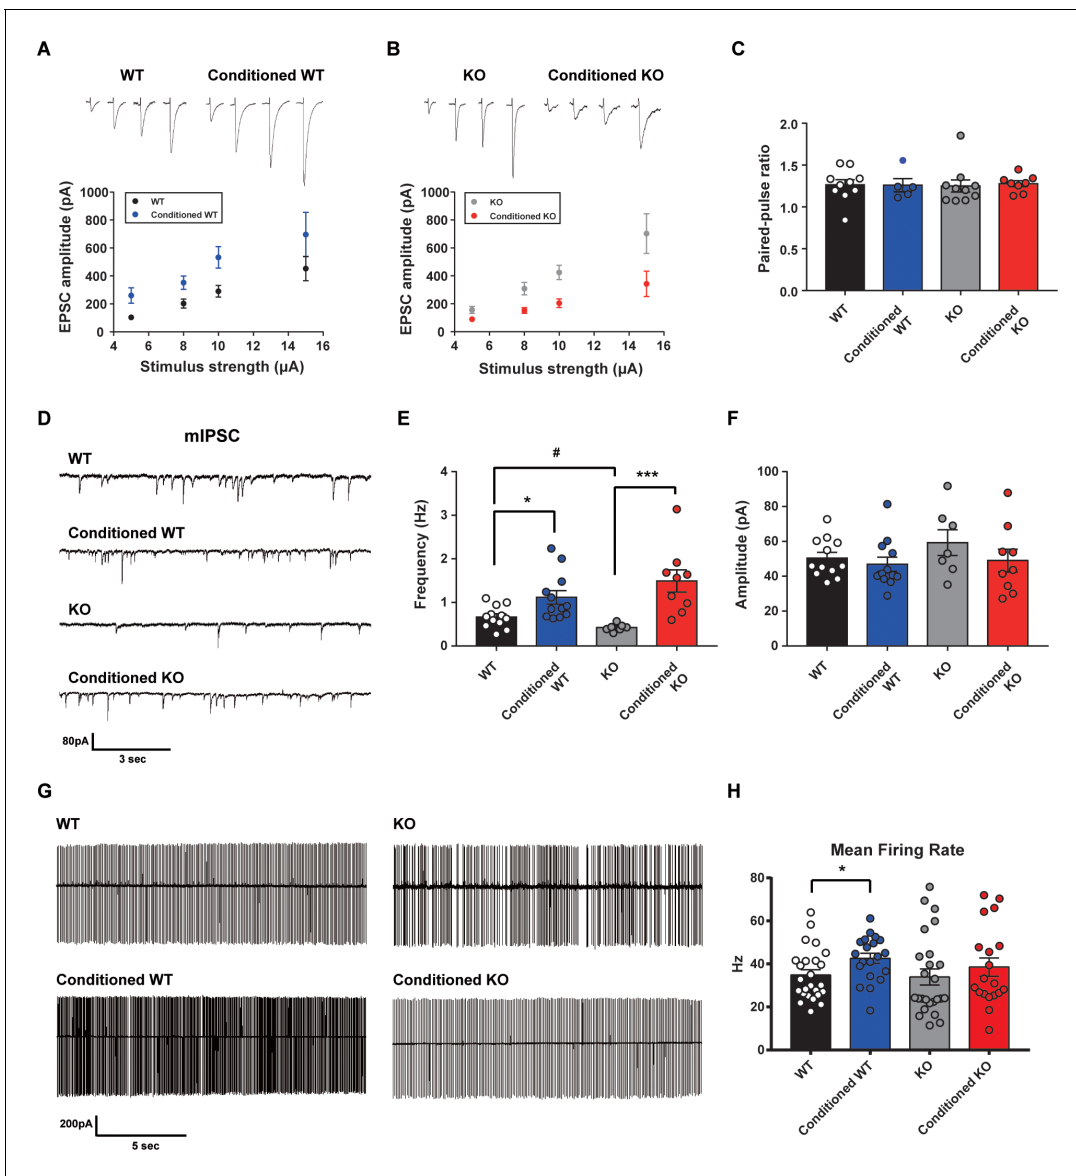 A
WT
Conditioned WT
EPSC amplitude (pA)
1000
800
600
400
200
0
WT
Conditioned WT
4 6 8 10 12 14 16
Stimulus strength (µA)
B
KO
Conditioned KO
EPSC amplitude (pA)
1000
800
600
400
200
0
KO
Conditioned KO
4 6 8 10 12 14 16
Stimulus strength (µA)
C
Paired-pulse ratio
2.0
1.5
1.0
0.5
0.0
WT
Conditioned
WT
KO
Conditioned
KO
D
mIPSC
WT
Conditioned WT
KO
Conditioned KO
80pA
3 sec
E
Frequency (Hz)
4
3
2
1
0
#
*
***
WT
Conditioned
WT
KO
Conditioned
KO
F
Amplitude (pA)
100
80
60
40
20
0
WT
Conditioned
WT
KO
Conditioned
KO
G
WT
KO
Conditioned WT
Conditioned KO
200pA
5 sec
H
Mean Firing Rate
*
Hz
80
60
40
20
0
WT
Conditioned WT
KO
Conditioned KO